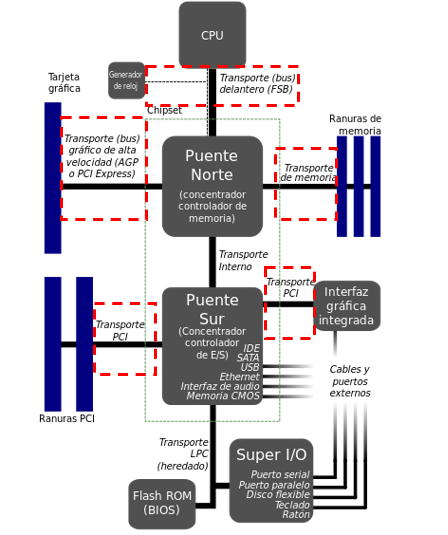 CPU
Generador
de reloj
Transporte (bus)
delantero (FSB)
Tarjeta
gráfica
Chipset
Ranuras de
memoria
Transporte (bus)
gráfico de alta
velocidad (AGP
o PCI Express)
Puente
Norte
(concentrador
controlador de
memoria)
Transporte
de memoria
Transporte
Interno
Transporte
PCI
Puente
Sur
(Concentrador
controlador
de E/S)
IDE
SATA
USB
Ethernet
Interfaz de audio
Memoria CMOS
Transporte
PCI
Interfaz
gráfica
integrada
Cables y
puertos
externos
Ranuras PCI
Transporte
LPC
(heredado)
Flash ROM
(BIOS)
Super I/O
Puerto serial
Puerto paralelo
Disco flexible
Teclado
Ratón